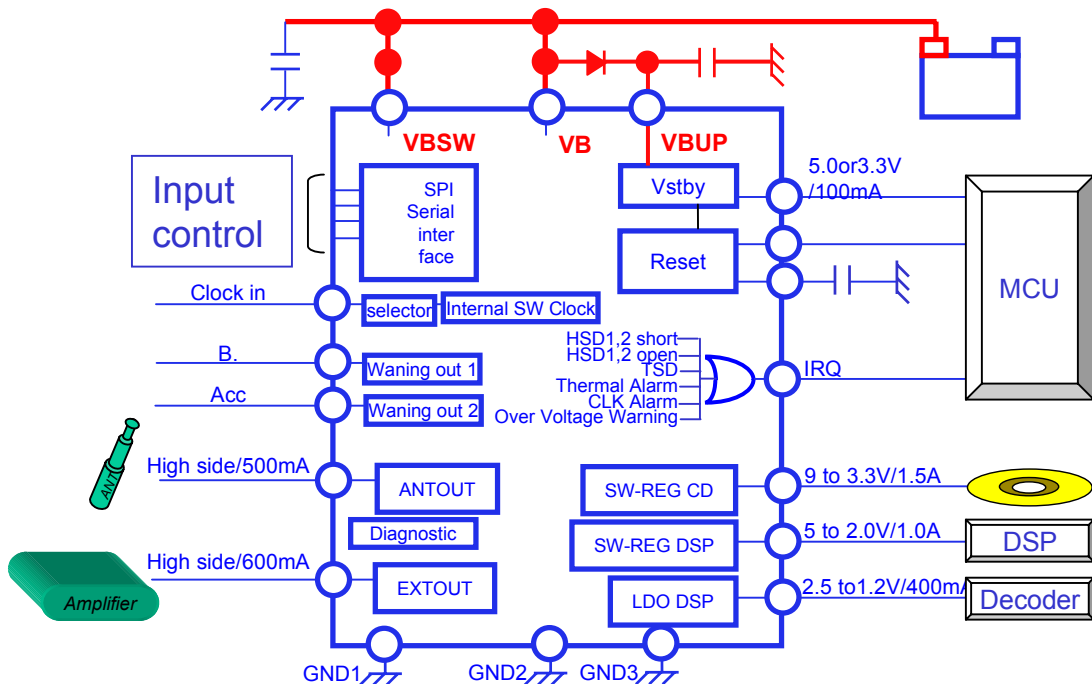 VBSW
VB
VBUP
Input
control
SPI
Serial
inter
face
Vstby
5.0or3.3V
/100mA
Reset
MCU
Clock in
selector
Internal SW Clock
B.
Waning out 1
Acc
Waning out 2
HSD1,2 short
HSD1,2 open
TSD
Thermal Alarm
CLK Alarm
Over Voltage Warning
IRQ
ANT
High side/500mA
ANTOUT
Diagnostic
SW-REG CD
9 to 3.3V/1.5A
SW-REG DSP
5 to 2.0V/1.0A
DSP
Amplifier
High side/600mA
EXTOUT
LDO DSP
2.5 to1.2V/400mA
Decoder
GND1
GND2
GND3